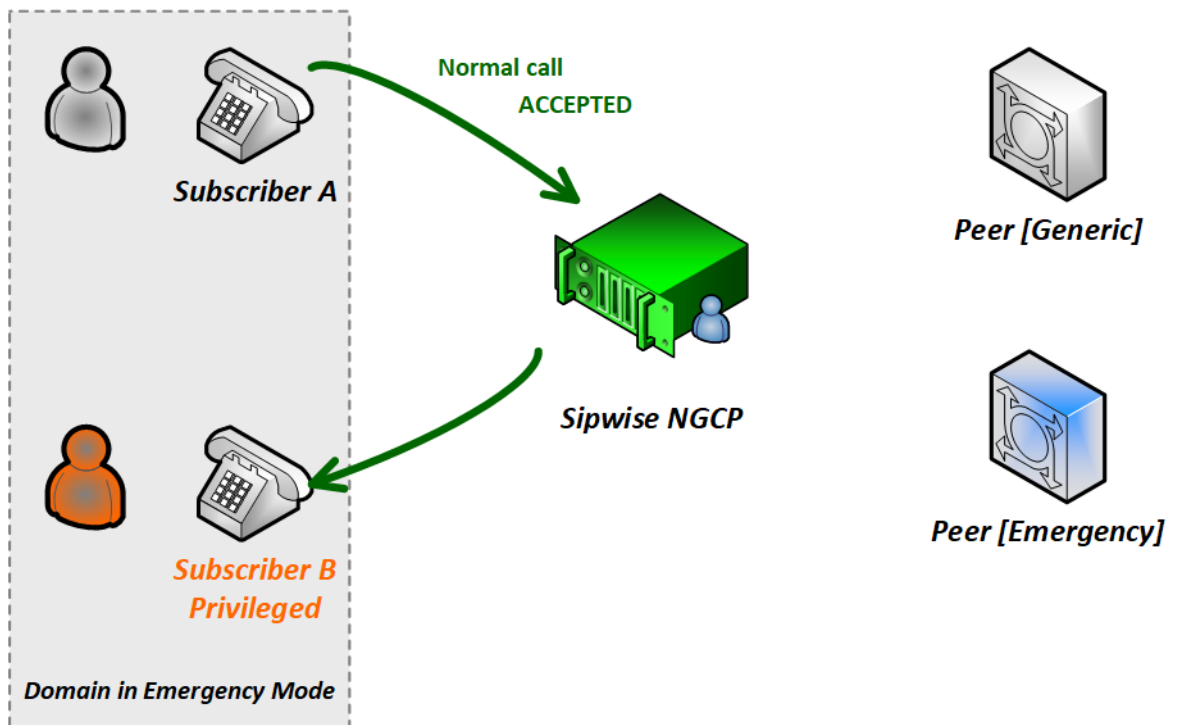 Normal call
ACCEPTED
Subscriber A
Peer [Generic]
Sipwise NGCP
Peer [Emergency]
Subscriber B
Privileged
Domain in Emergency Mode